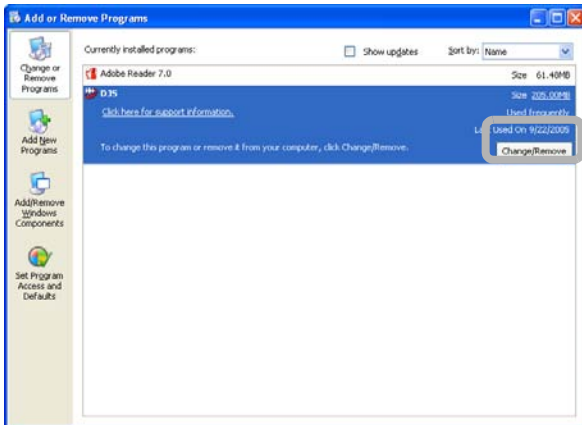 Add or Remove Programs
Change or
Remove
Programs
Add New
Programs
Add/Remove
Windows
Components
Set Program
Access and
Defaults
Currently installed programs:
Show updates
Sort by: Name
Adobe Reader 7.0
Size 61.40MB
DJS
Size 205.00MB
Click here for support information.
Used frequently
Last Used On 9/22/2005
To change this program or remove it from your computer, click Change/Remove.
Change/Remove